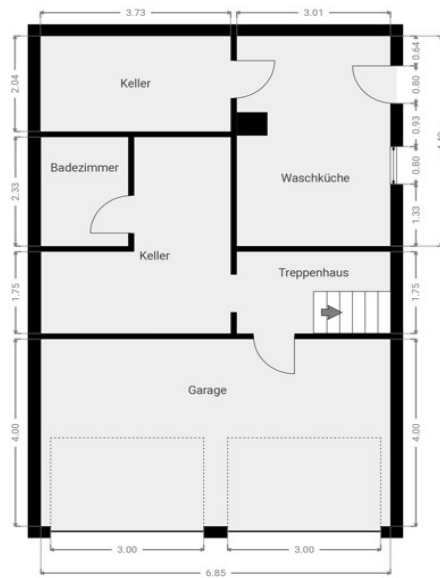 3.73 3.01
0.64
2.04
Keller
0.80
0.93
Badezimmer
0.80
2.33
Waschküche
1.33
Keller
Treppenhaus
1.75
1.75
Garage
4.00
4.00
3.00 3.00
6.85